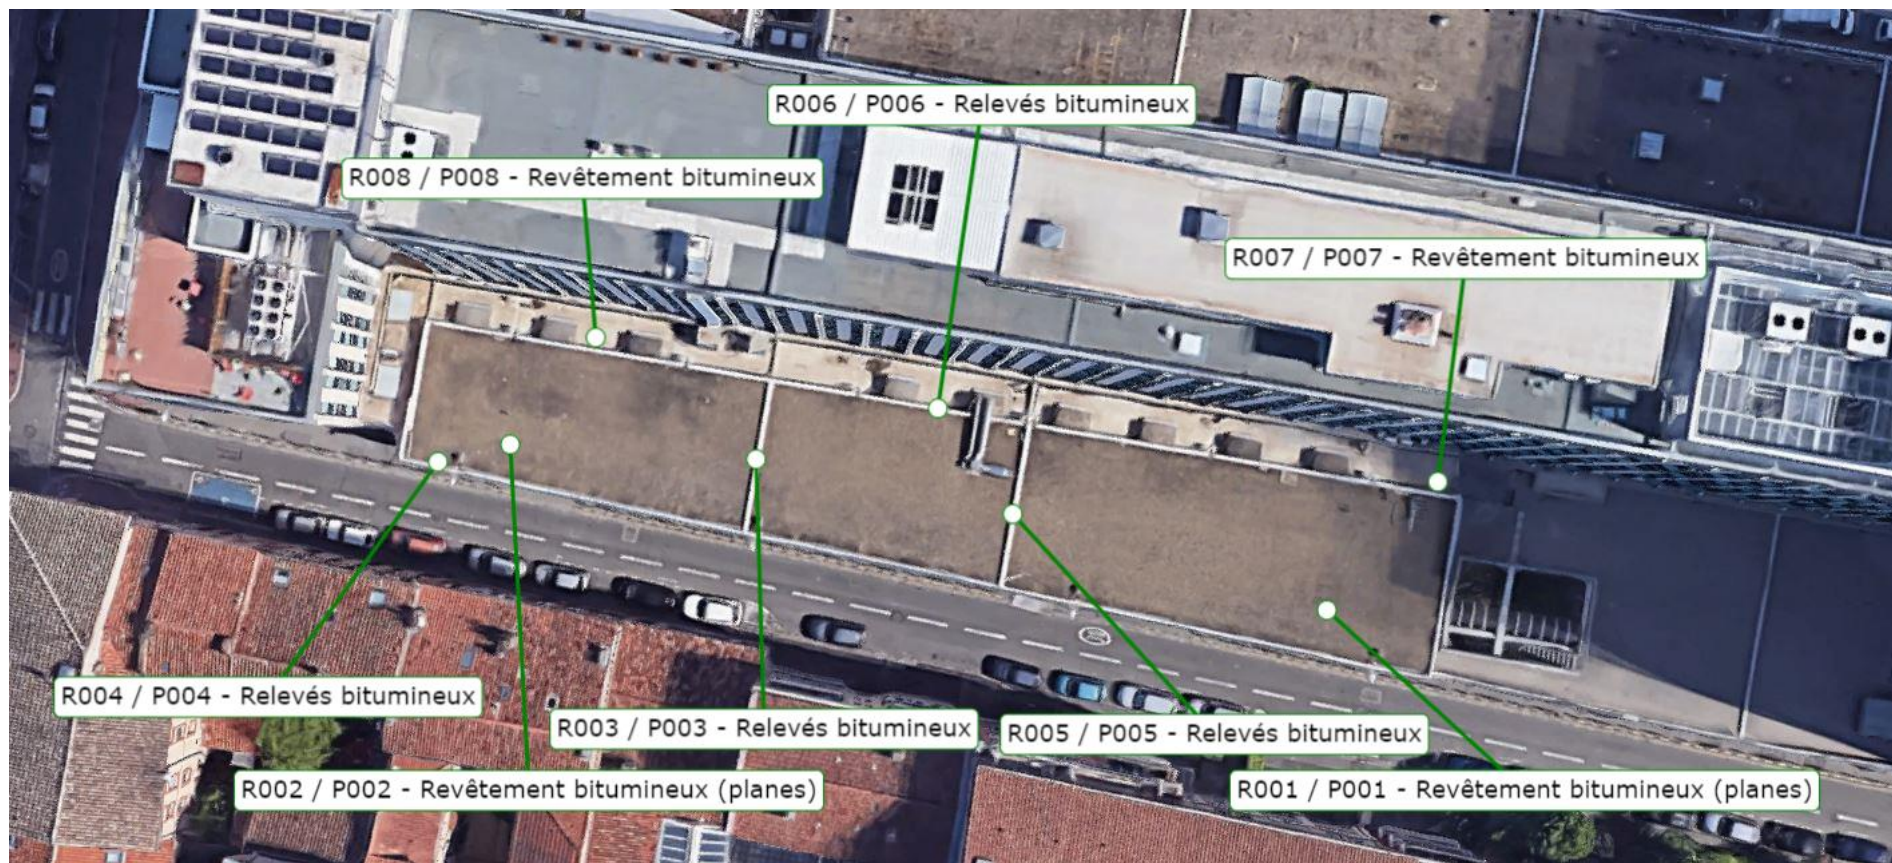 R006 / P006 - Relevés bitumineux
R008 / P008 - Revêtement bitumineux
R007 / P007 - Revêtement bitumineux
R004 / P004 - Relevés bitumineux
R003 / P003 - Relevés bitumineux
R005 / P005 - Relevés bitumineux
R002 / P002 - Revêtement bitumineux (planes)
R001 / P001 - Revêtement bitumineux (planes)